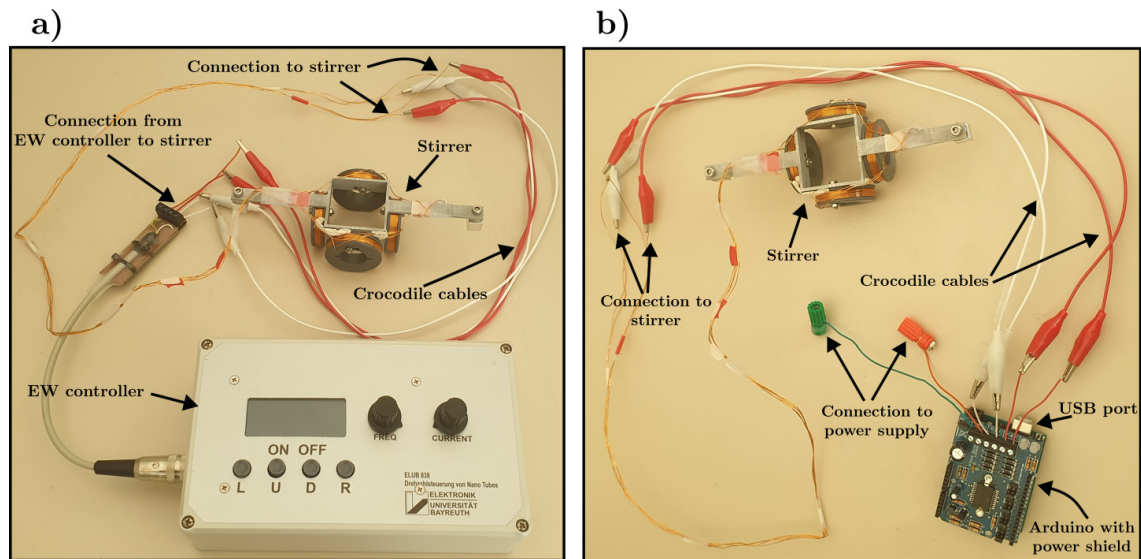 a)
Connection to stirrer
Connection from
EW controller to stirrer
Stirrer
Crocodile cables
EW controller
FREQ
CURRENT
ON OFF
L U D R
ELUB 838
Drehzahlsteuerung von Nano Tubes
ELEKTRONIK
UNIVERSITÄT
BAYREUTH
b)
Stirrer
Crocodile cables
Connection to
stirrer
Connection to
power supply
USB port
Arduino with
power shield